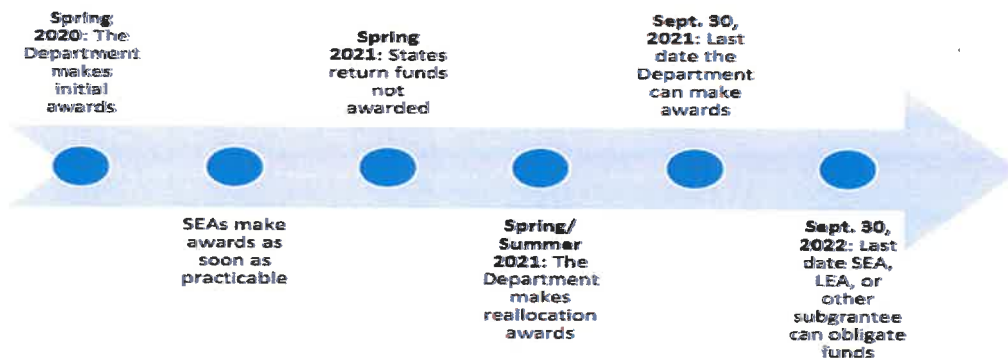 Spring
2020: The
Department
makes
initial
awards
SEAs make
awards as
soon as
practicable
Spring
2021: States
return funds
not
awarded
Spring/
Summer
2021: The
Department
makes
reallocation
awards
Sept. 30,
2021: Last
date the
Department
can make
awards
Sept. 30,
2022: Last
date SEA,
LEA, or
other
subgrantee
can obligate
funds